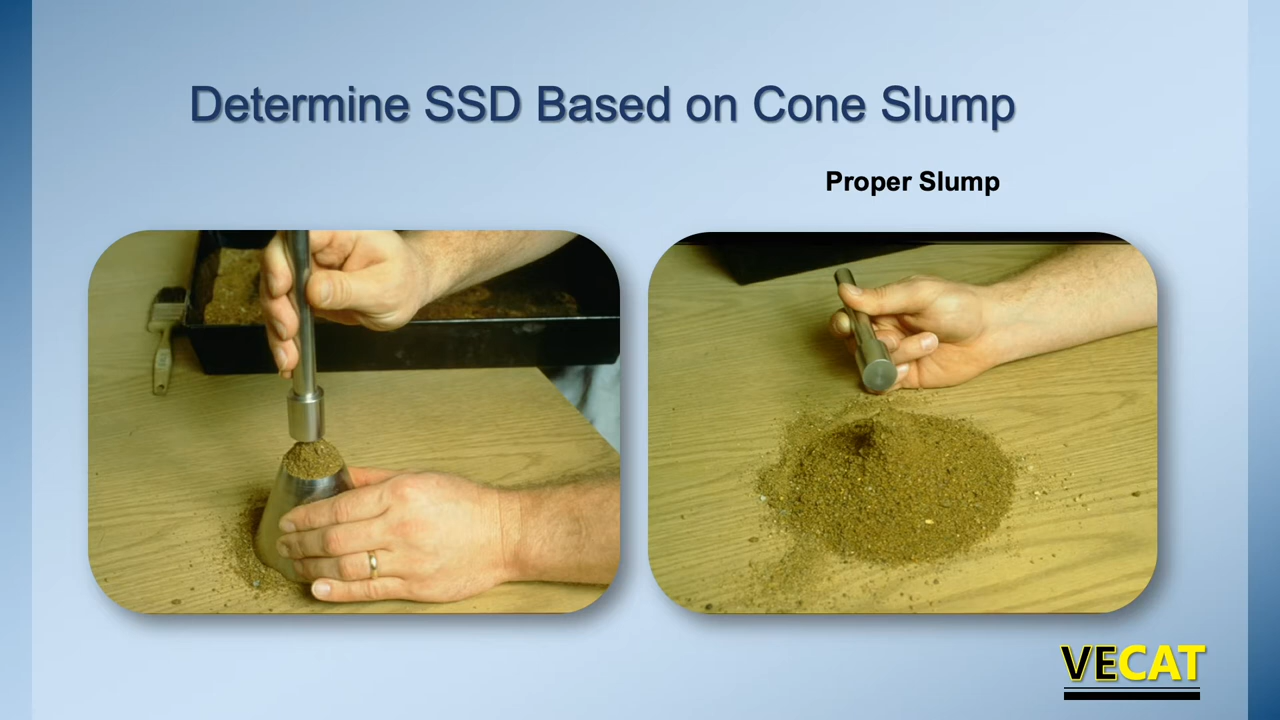 Determine SSD Based on Cone Slump
Proper Slump
VECAT